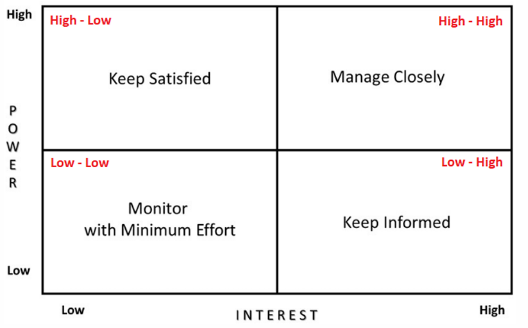 High
High - Low
High - High
Keep Satisfied
Manage Closely
POWER
Low - Low
Low - High
Monitor
with Minimum Effort
Keep Informed
Low
Low
INTEREST
High